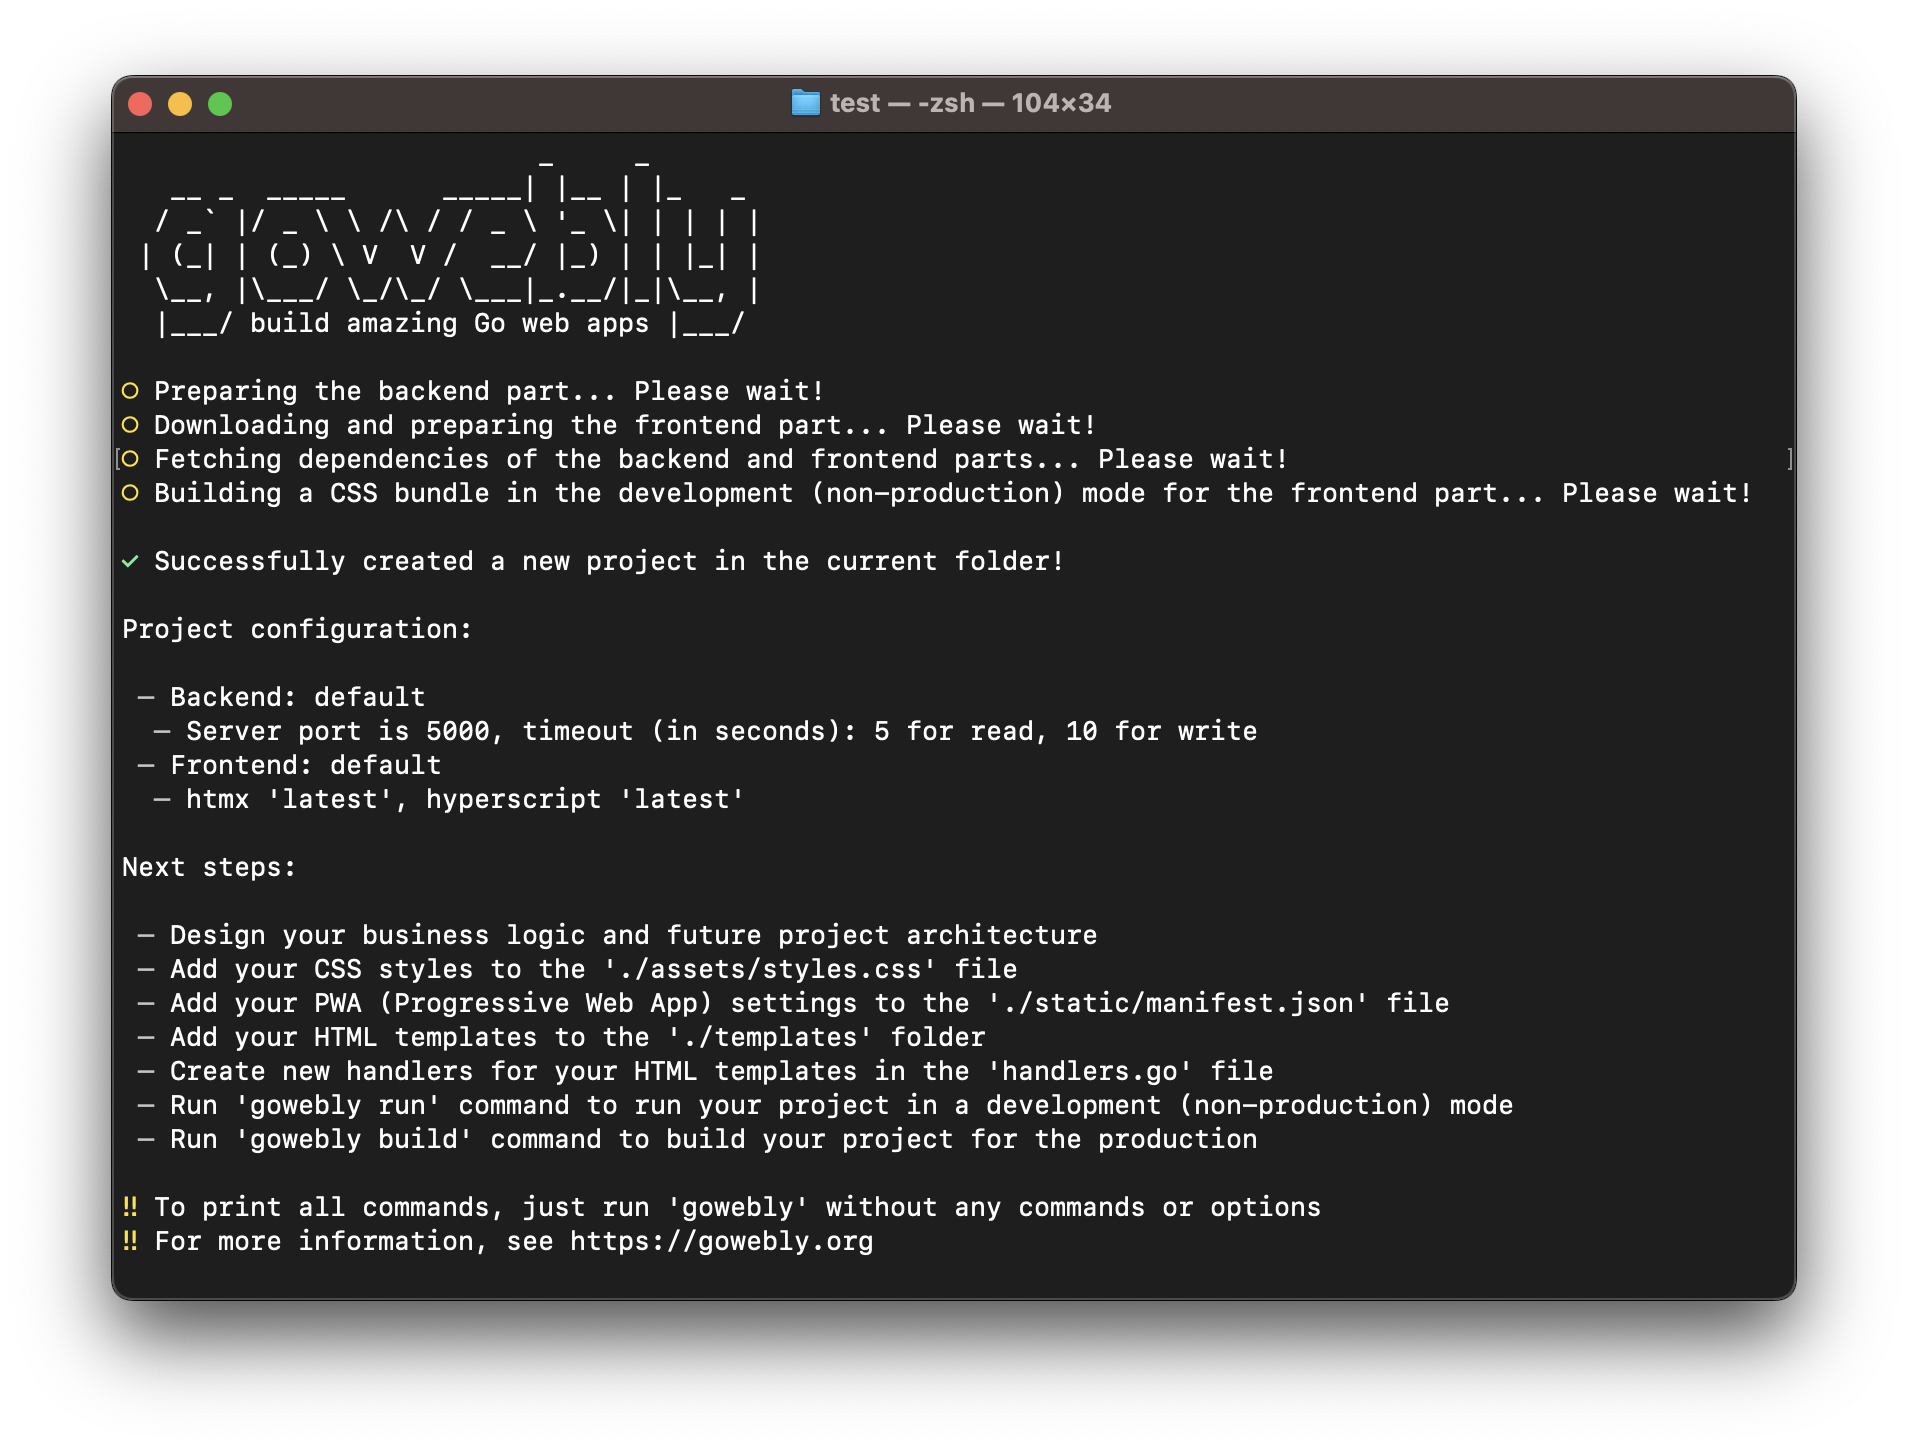 test — -zsh — 104×34
                          _     _
   __ _  _____      _____| |__ | |_   _
  / _` |/ _ \ \ /\ / / _ \ '_ \| | | | |
 | (_| | (_) \ V  V /  __/ |_) | | |_| |
  \__, |\___/ \_/\_/ \___|_.__/|_|\__, |
  |___/ build amazing Go web apps |___/
○ Preparing the backend part... Please wait!
○ Downloading and preparing the frontend part... Please wait!
[○ Fetching dependencies of the backend and frontend parts... Please wait! ]
○ Building a CSS bundle in the development (non-production) mode for the frontend part... Please wait!
✓ Successfully created a new project in the current folder!
Project configuration:
– Backend: default
– Server port is 5000, timeout (in seconds): 5 for read, 10 for write
– Frontend: default
– htmx 'latest', hyperscript 'latest'
Next steps:
– Design your business logic and future project architecture
– Add your CSS styles to the './assets/styles.css' file
– Add your PWA (Progressive Web App) settings to the './static/manifest.json' file
– Add your HTML templates to the './templates' folder
– Create new handlers for your HTML templates in the 'handlers.go' file
– Run 'gowebly run' command to run your project in a development (non-production) mode
– Run 'gowebly build' command to build your project for the production
‼ To print all commands, just run 'gowebly' without any commands or options
‼ For more information, see https://gowebly.org